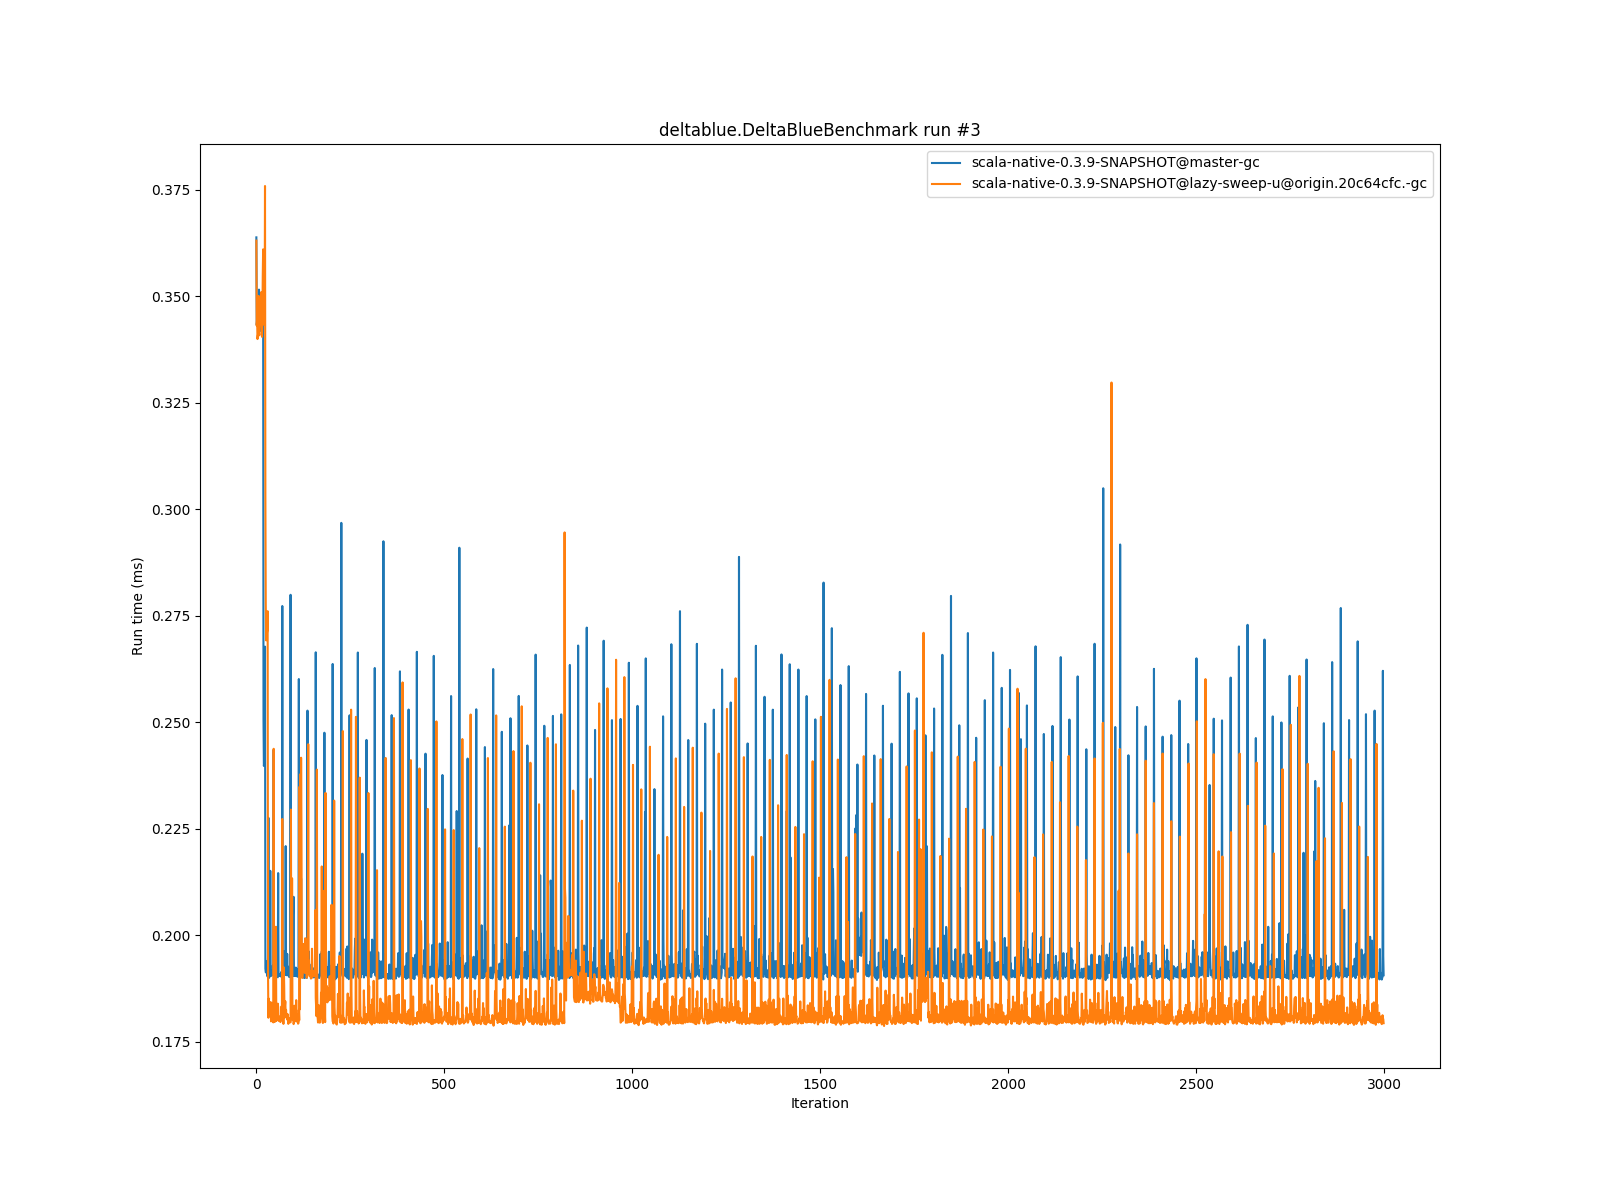 deltablue.DeltaBlueBenchmark run #3
scala-native-0.3.9-SNAPSHOT@master-gc
scala-native-0.3.9-SNAPSHOT@lazy-sweep-u@origin.20c64cfc.-gc
0.375
0.350
0.325
0.300
0.275
0.250
0.225
0.200
0.175
Run time (ms)
0 500 1000 1500 2000 2500 3000
Iteration